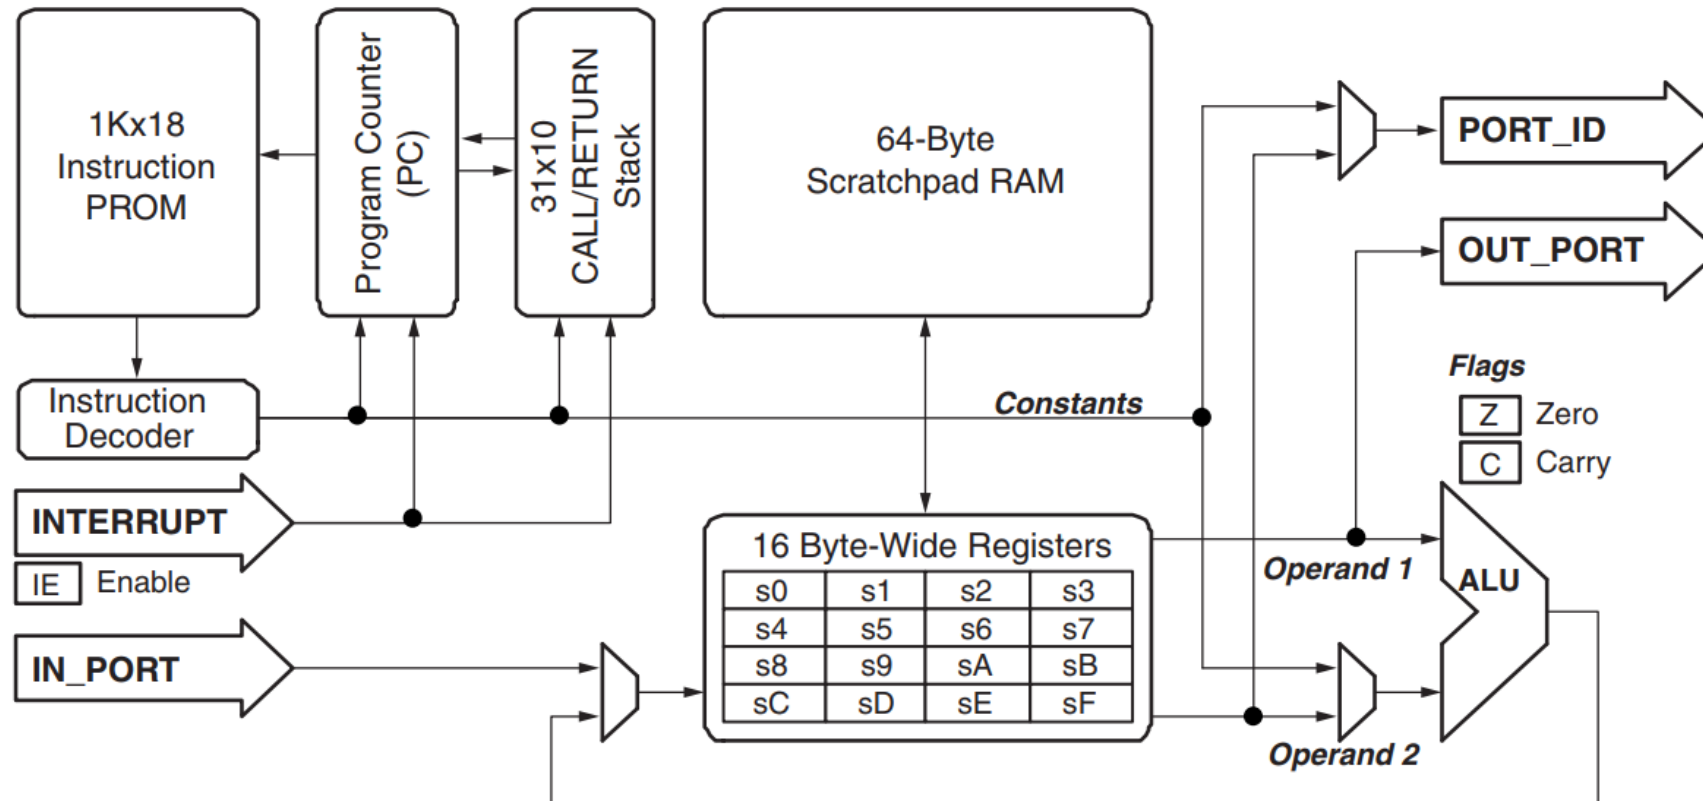 1Kx18
Instruction
PROM
Program Counter
(PC)
31x10
CALL/RETURN
Stack
64-Byte
Scratchpad RAM
PORT_ID
OUT_PORT
Instruction
Decoder
Constants
Flags
Z Zero
C Carry
INTERRUPT
IE Enable
IN_PORT
16 Byte-Wide Registers
s0 s1 s2 s3
s4 s5 s6 s7
s8 s9 sA sB
sC sD sE sF
Operand 1
ALU
Operand 2